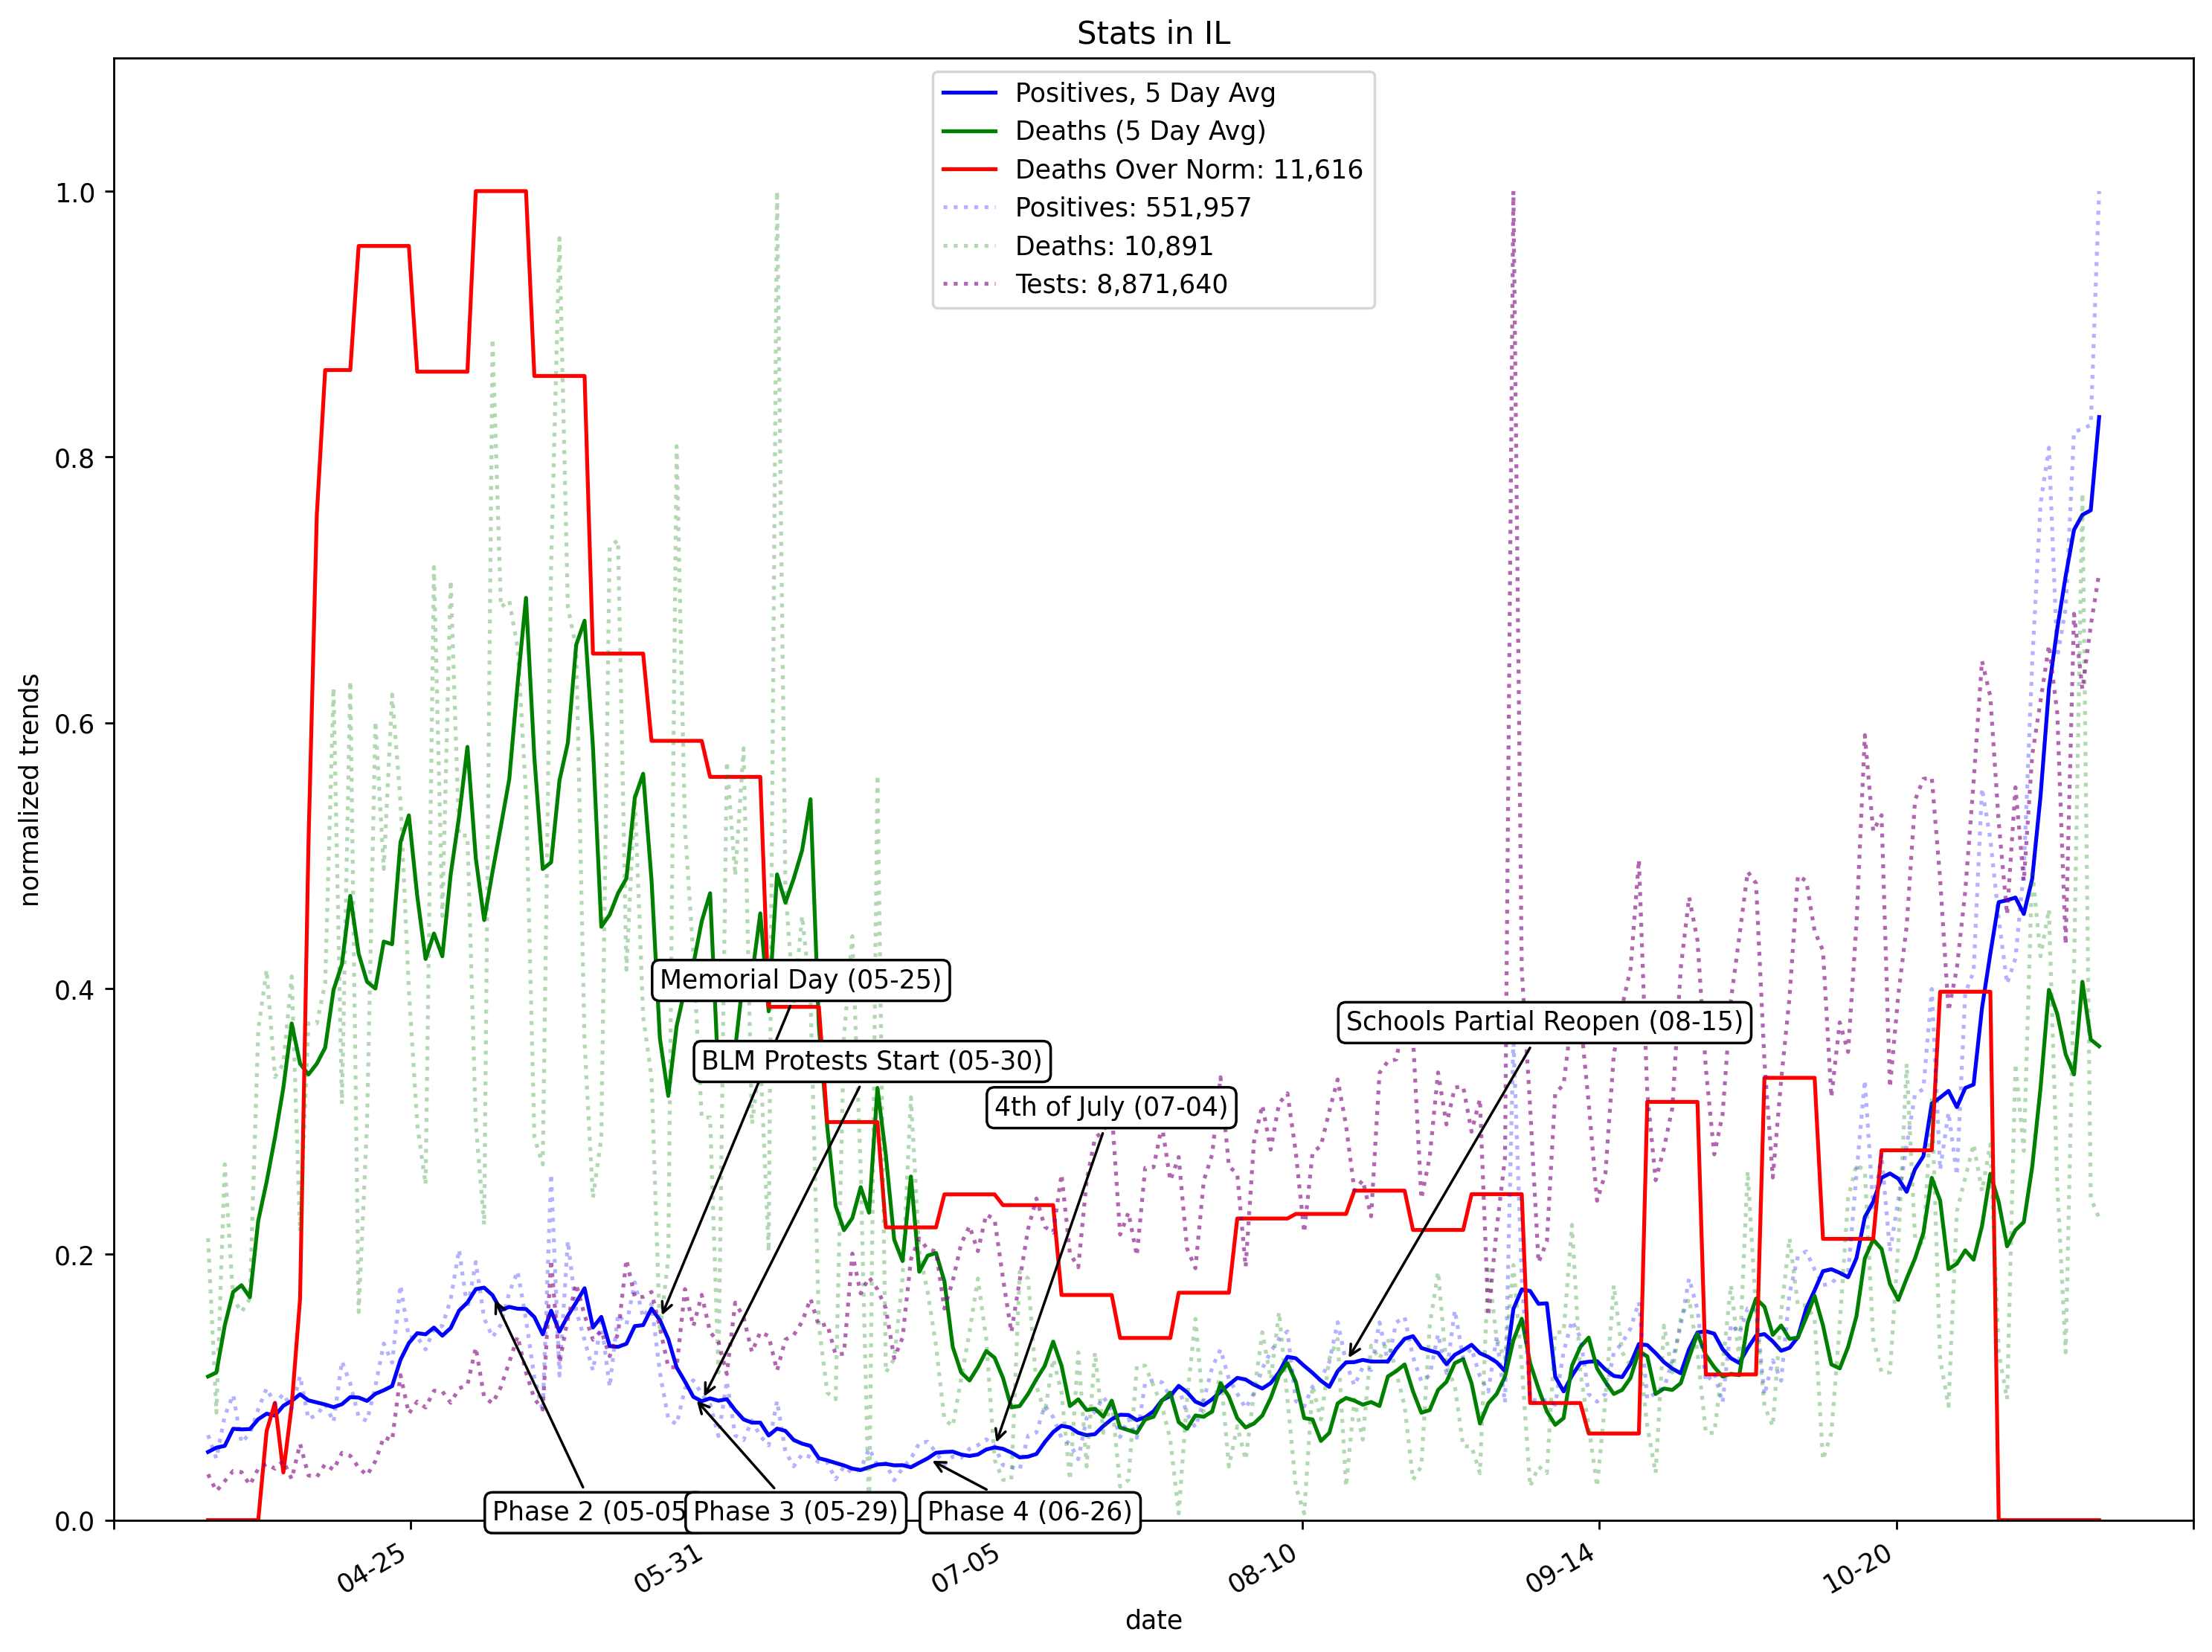 Stats in IL
Positives, 5 Day Avg
Deaths (5 Day Avg)
Deaths Over Norm: 11,616
Positives: 551,957
Deaths: 10,891
Tests: 8,871,640
normalized trends
1.0
0.8
0.6
0.4
0.2
0.0
Memorial Day (05-25)
BLM Protests Start (05-30)
4th of July (07-04)
Schools Partial Reopen (08-15)
Phase 2 (05-05
Phase 3 (05-29)
Phase 4 (06-26)
04-25
05-31
07-05
08-10
09-14
10-20
date